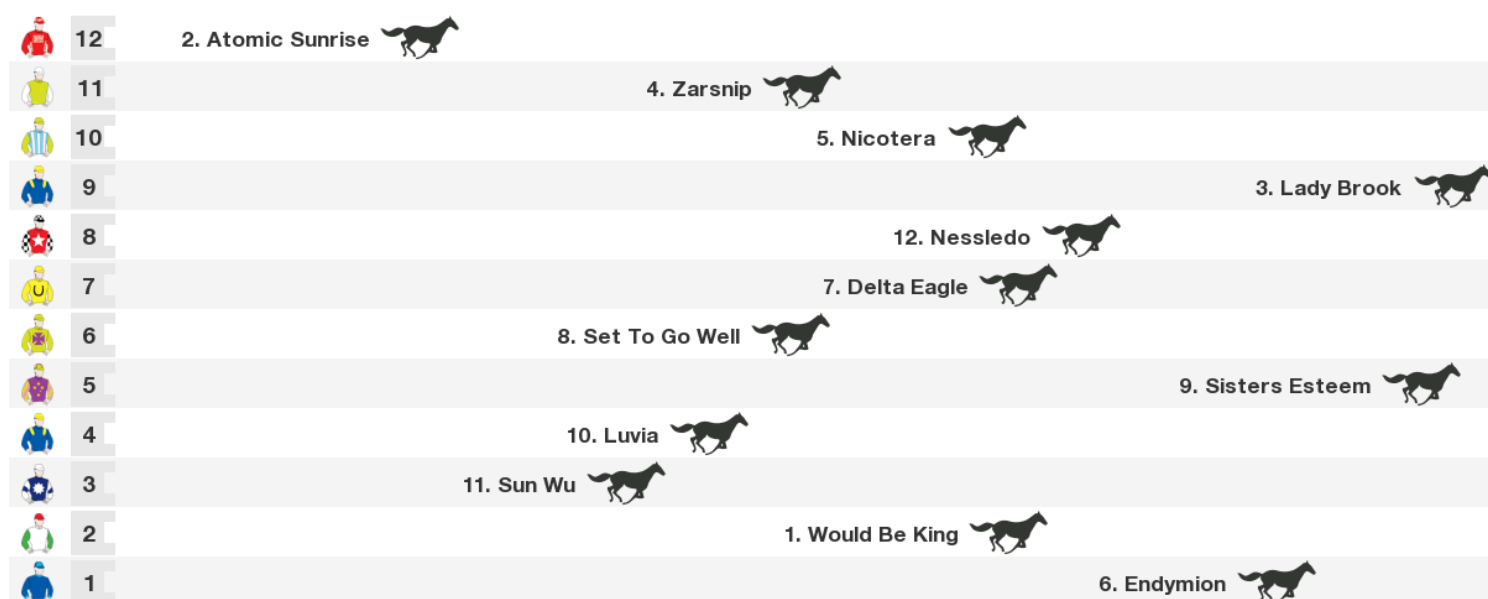 12 2. Atomic Sunrise
11 4. Zarsnip
10 5. Nicotera
9 3. Lady Brook
8 12. Nessledo
7 7. Delta Eagle
6 8. Set To Go Well
5 9. Sisters Esteem
4 10. Luvia
3 11. Sun Wu
2 1. Would Be King
1 6. Endymion